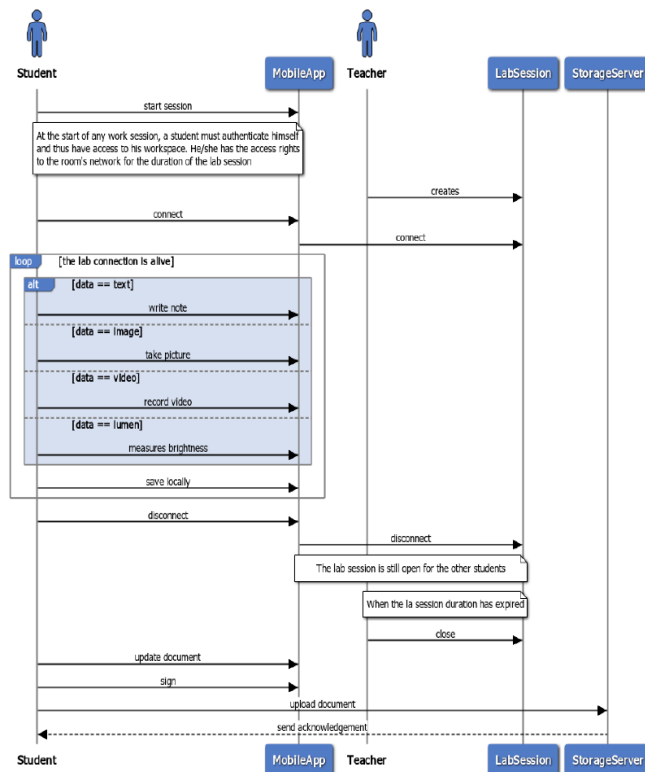 Student
MobileApp
Teacher
LabSession
StorageServer
start session
At the start of any work session, a student must authenticate himself
and thus have access to his workspace. He/she has the access rights
to the room's network for the duration of the lab session
creates
connect
connect
loop [the lab connection is alive]
alt [data == text]
write note
[data == image]
take picture
[data == video]
record video
[data == lumen]
measures brightness
save locally
disconnect
disconnect
The lab session is still open for the other students
When the la session duration has expired
close
update document
sign
upload document
send acknowledgement
Student
MobileApp
Teacher
LabSession
StorageServer